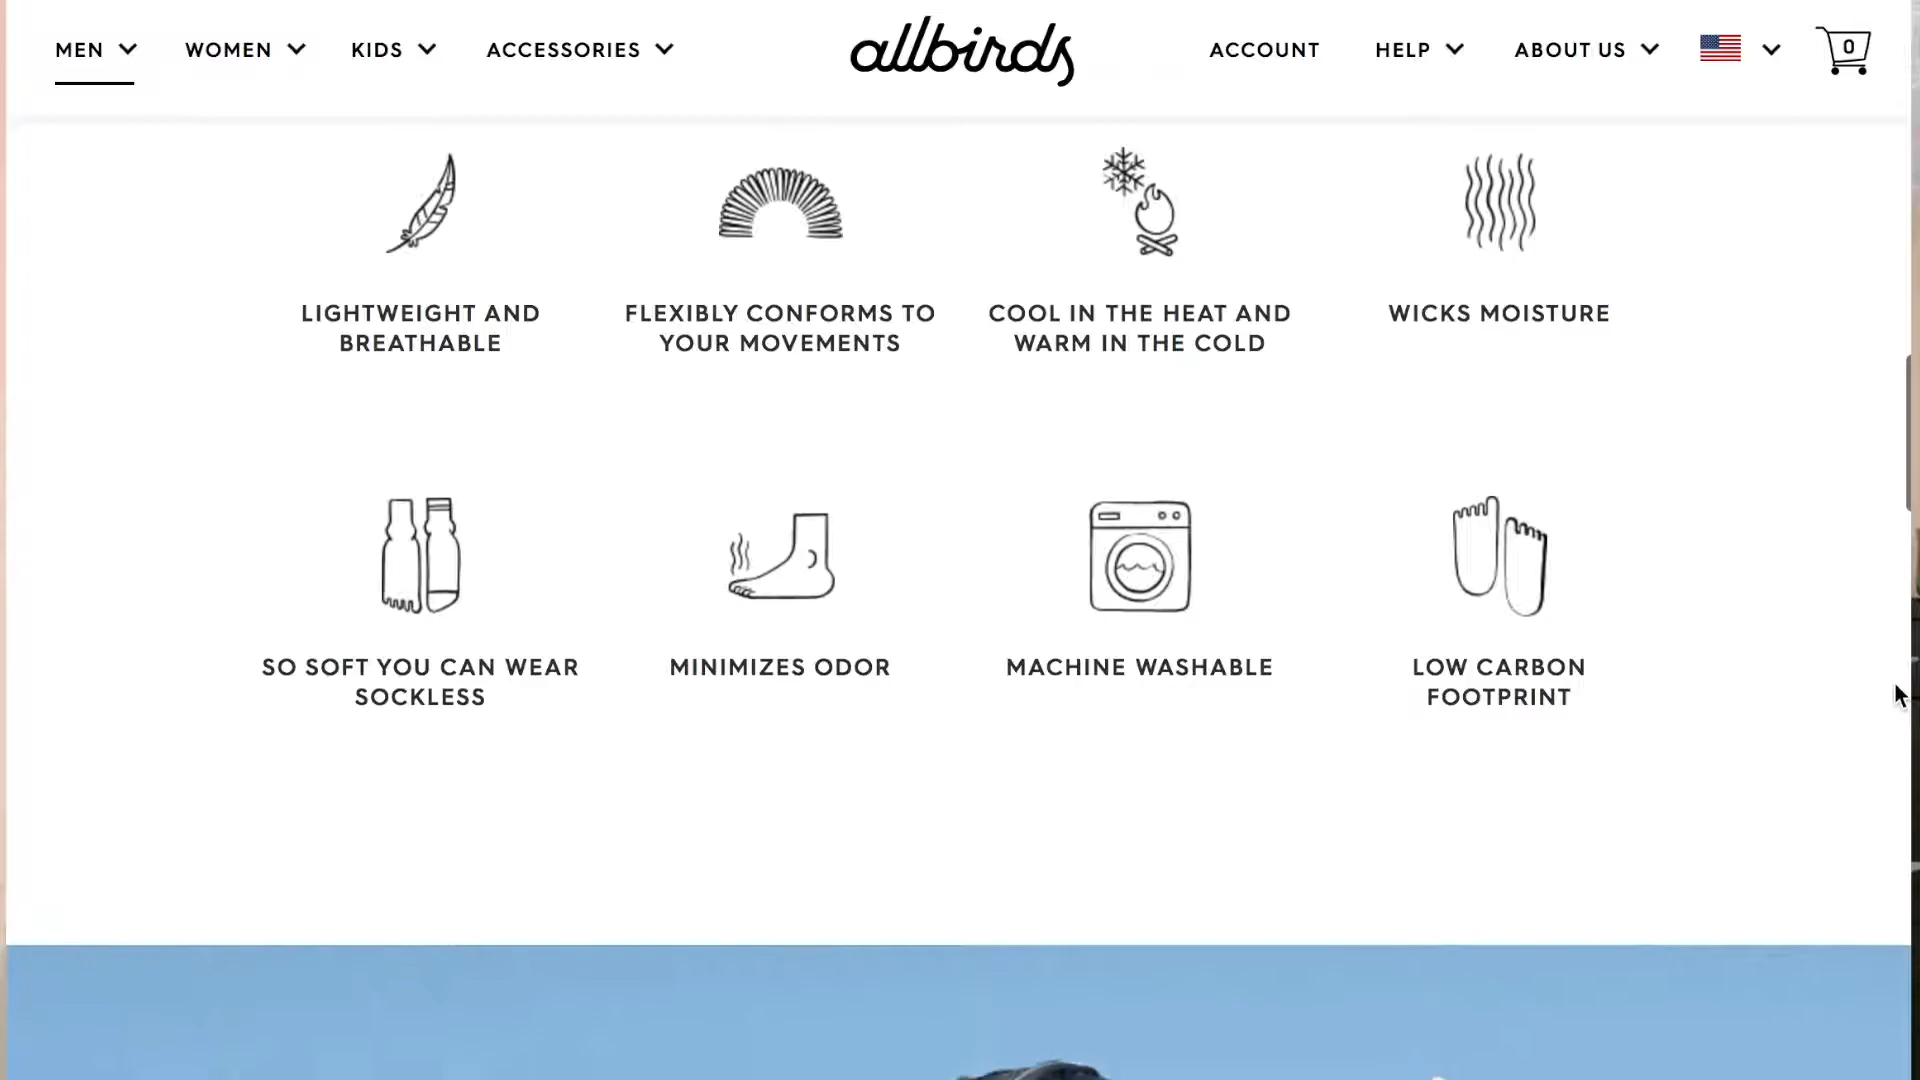 MEN
WOMEN
KIDS
ACCESSORIES
allbirds
ACCOUNT
HELP
ABOUT US
0
LIGHTWEIGHT AND
BREATHABLE
FLEXIBLY CONFORMS TO
YOUR MOVEMENTS
COOL IN THE HEAT AND
WARM IN THE COLD
WICKS MOISTURE
SO SOFT YOU CAN WEAR
SOCKLESS
MINIMIZES ODOR
MACHINE WASHABLE
LOW CARBON
FOOTPRINT